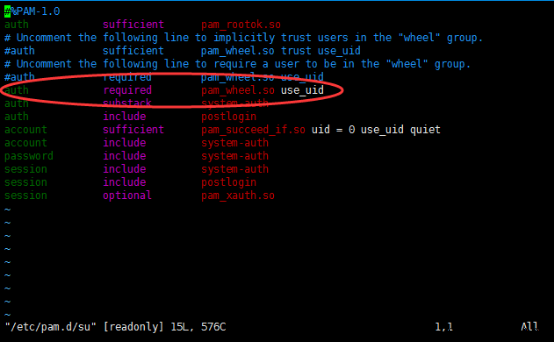 #%PAM-1.0
auth sufficient pam_rootok.so
# Uncomment the following line to implicitly trust users in the "wheel" group.
#auth sufficient pam_wheel.so trust use_uid
# Uncomment the following line to require a user to be in the "wheel" group.
#auth required pam_wheel.so use_uid
auth required pam_wheel.so use_uid
auth substack system-auth
auth include postlogin
account sufficient pam_succeed_if.so uid = 0 use_uid quiet
account include system-auth
password include system-auth
session include system-auth
session include postlogin
session optional pam_xauth.so
~
~
~
~
~
~
~
~
~
"/etc/pam.d/su" [readonly] 15L, 576C 1,1 All